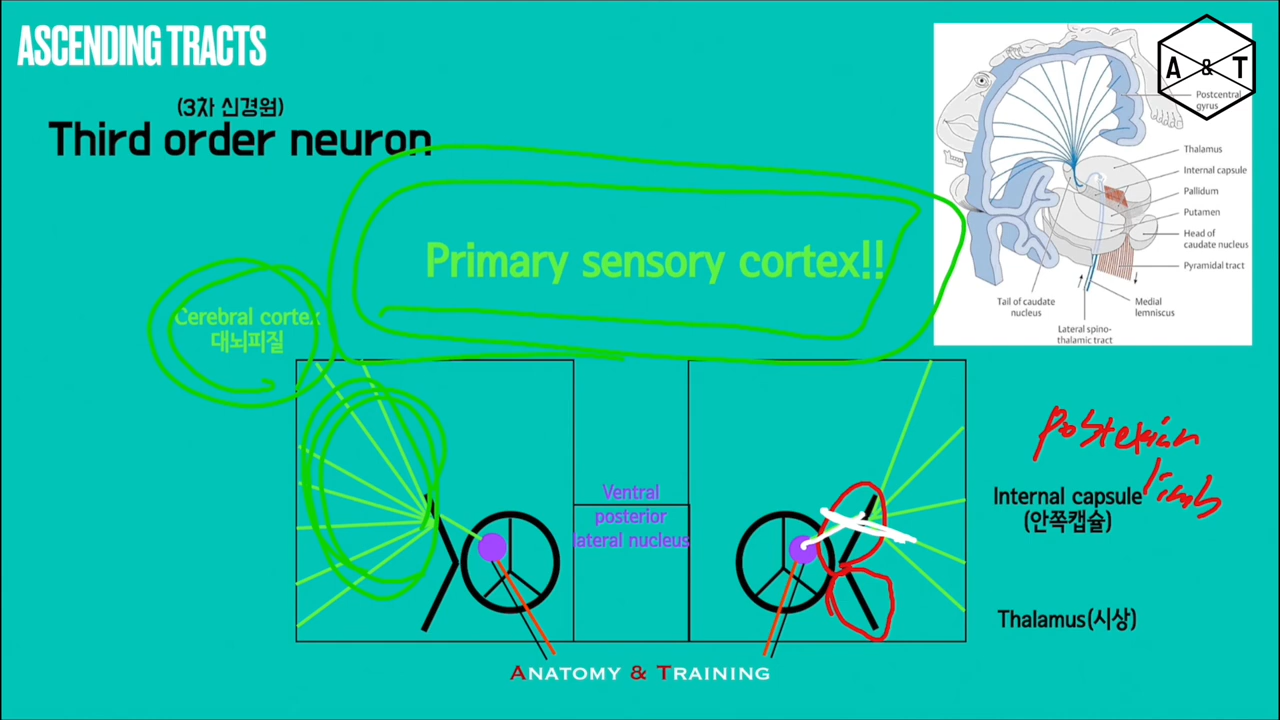 ASCENDING TRACTS
(3차 신경원)
Third order neuron
Primary sensory cortex!!
Cerebral cortex
대뇌피질
Ventral
posterior
lateral nucleus
Internal capsule
(안쪽캡슐)
Thalamus(시상)
limb
ANATOMY & TRAINING
A & T
Postcentral
gyrus
Thalamus
Internal capsule
Pallidum
Putamen
Head of
caudate nucleus
Pyramidal tract
Tail of caudate
nucleus
Medial
lemniscus
Lateral spino-
thalamic tract